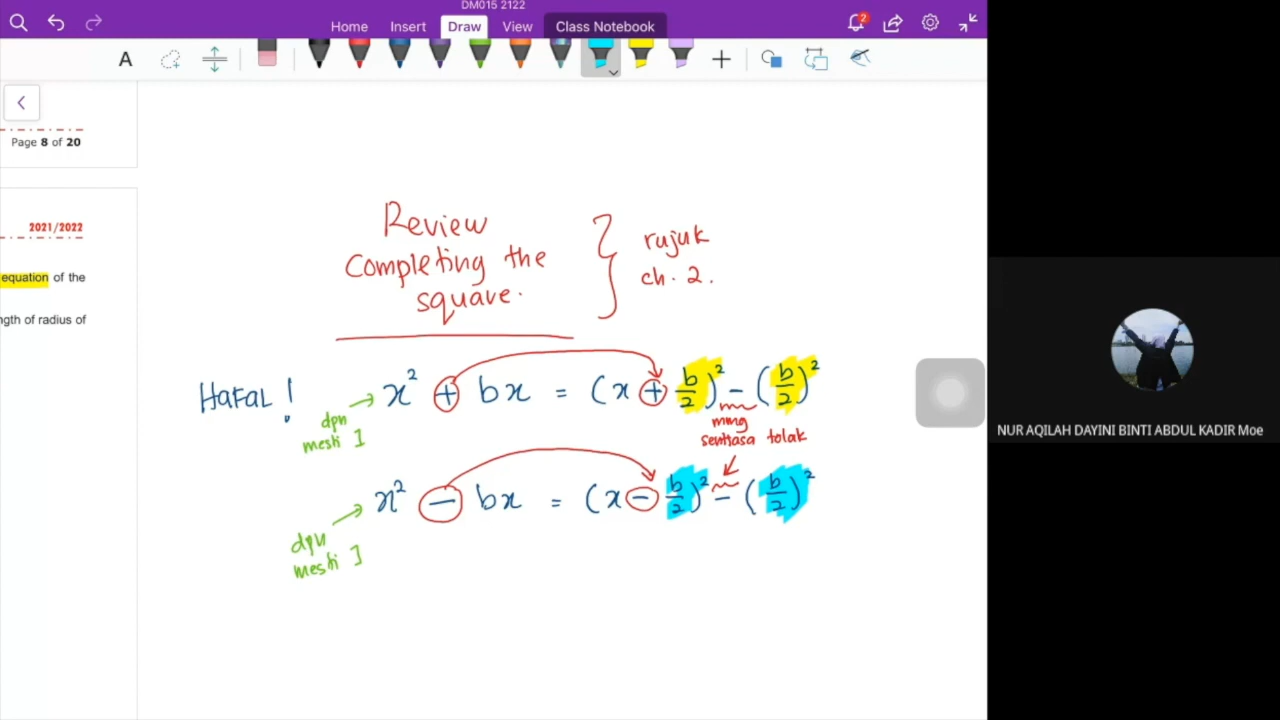 DM015 2122
Home Insert Draw View Class Notebook
2
A
Page 8 of 20
2021/2022
equation of the
ngth of radius of
Review
completing the
square.
rujuk
ch. 2.
HAFAL !
x² + bx = (x + b/2)² - (b/2)²
dpn
mesti 1
mmg
sentiasa tolak
x² - bx = (x - b/2)² - (b/2)²
dpn
mesti 1
NUR AQILAH DAYINI BINTI ABDUL KADIR Moe